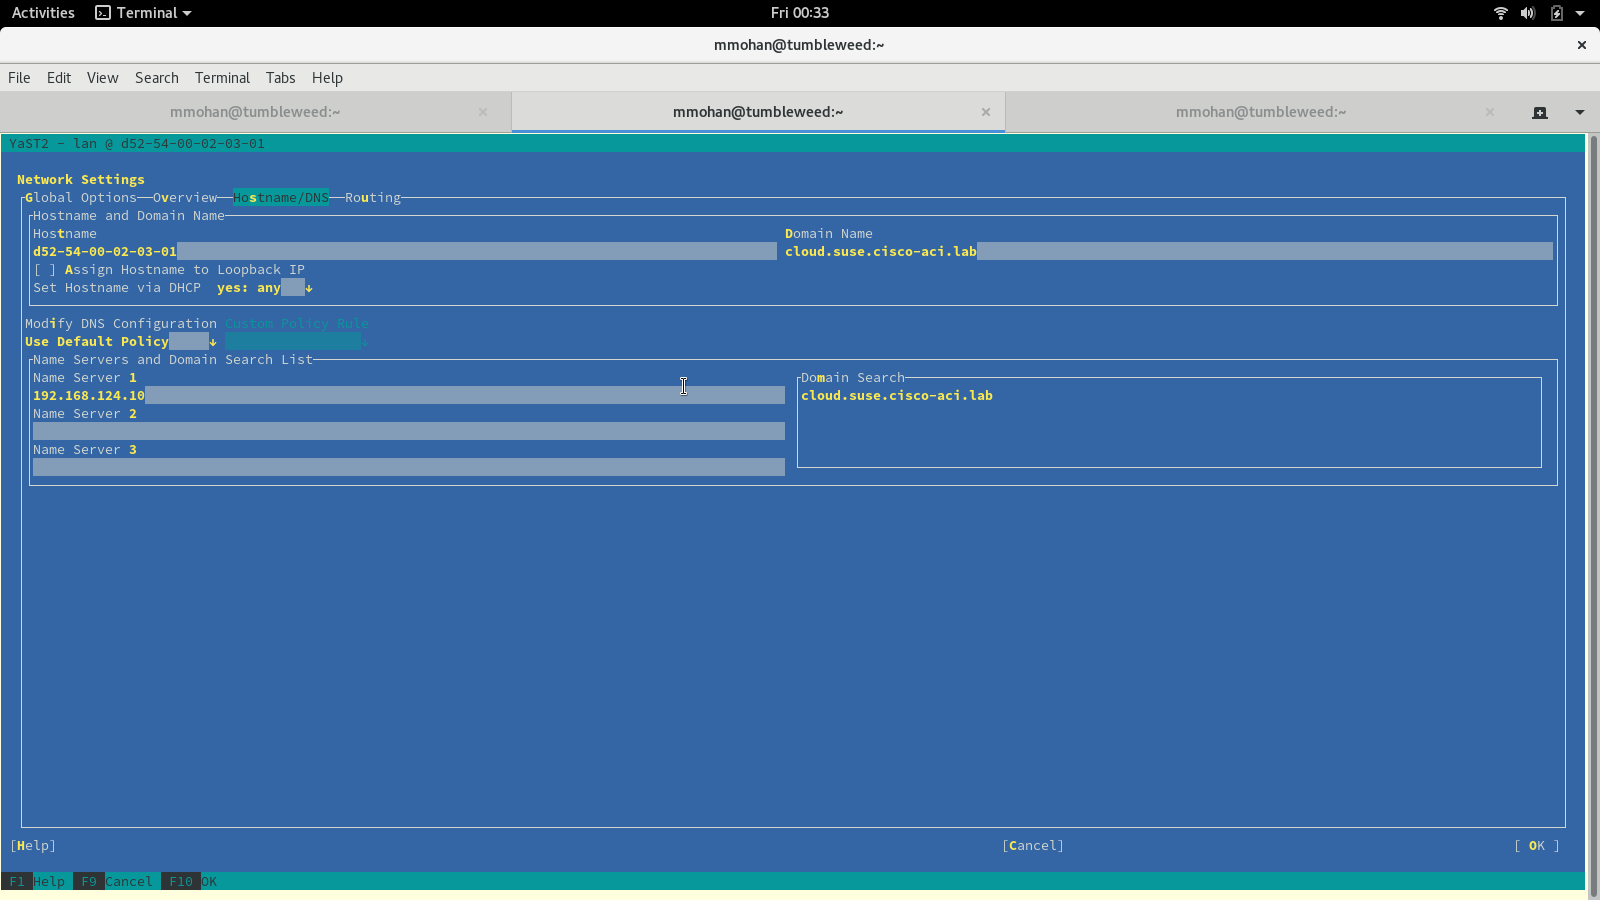 Activities Terminal Fri 00:33
mmohan@tumbleweed:~
File Edit View Search Terminal Tabs Help
mmohan@tumbleweed:~ mmohan@tumbleweed:~ mmohan@tumbleweed:~
YaST2 - lan @ d52-54-00-02-03-01
Network Settings
Global Options Overview Hostname/DNS Routing
Hostname and Domain Name
Hostname Domain Name
d52-54-00-02-03-01 cloud.suse.cisco-aci.lab
[ ] Assign Hostname to Loopback IP
Set Hostname via DHCP yes: any ↓
Modify DNS Configuration Custom Policy Rule
Use Default Policy ↓ ↓
Name Servers and Domain Search List
Name Server 1 Domain Search
192.168.124.10 cloud.suse.cisco-aci.lab
Name Server 2
Name Server 3
[Help] [Cancel] [ OK ]
F1 Help F9 Cancel F10 OK